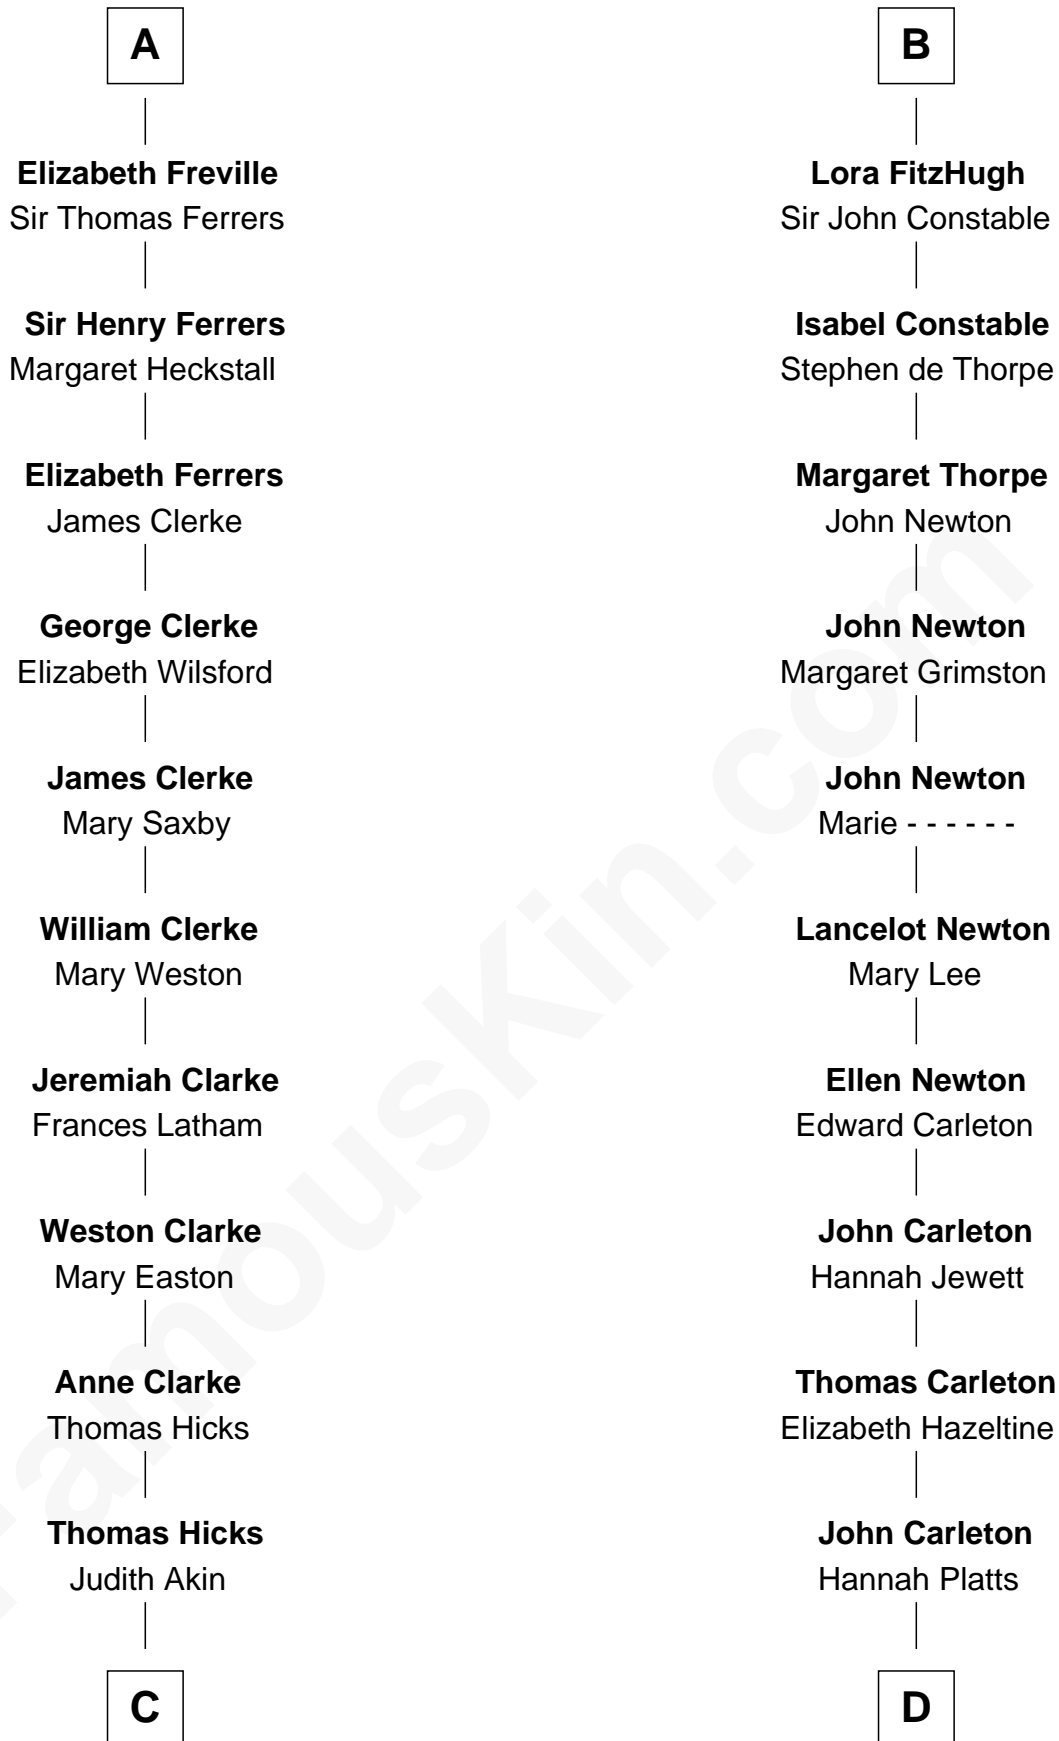 A
Elizabeth Freville
Sir Thomas Ferrers
Sir Henry Ferrers
Margaret Heckstall
Elizabeth Ferrers
James Clerke
George Clerke
Elizabeth Wilsford
James Clerke
Mary Saxby
William Clerke
Mary Weston
Jeremiah Clarke
Frances Latham
Weston Clarke
Mary Easton
Anne Clarke
Thomas Hicks
Thomas Hicks
Judith Akin
C
B
Lora FitzHugh
Sir John Constable
Isabel Constable
Stephen de Thorpe
Margaret Thorpe
John Newton
John Newton
Margaret Grimston
John Newton
Marie - - - - - -
Lancelot Newton
Mary Lee
Ellen Newton
Edward Carleton
John Carleton
Hannah Jewett
Thomas Carleton
Elizabeth Hazeltine
John Carleton
Hannah Platts
D
FamousKin.com